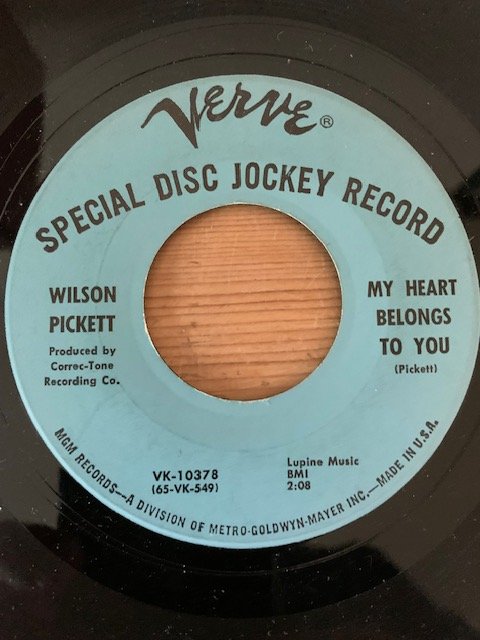 Verve®
SPECIAL DISC JOCKEY RECORD
WILSON
PICKETT
Produced by
Correc-Tone
Recording Co.
MY HEART
BELONGS
TO YOU
(Pickett)
VK-10378
(65-VK-549)
Lupine Music
BMI
2:08
MGM RECORDS—A DIVISION OF METRO-GOLDWYN-MAYER INC.—MADE IN U.S.A.